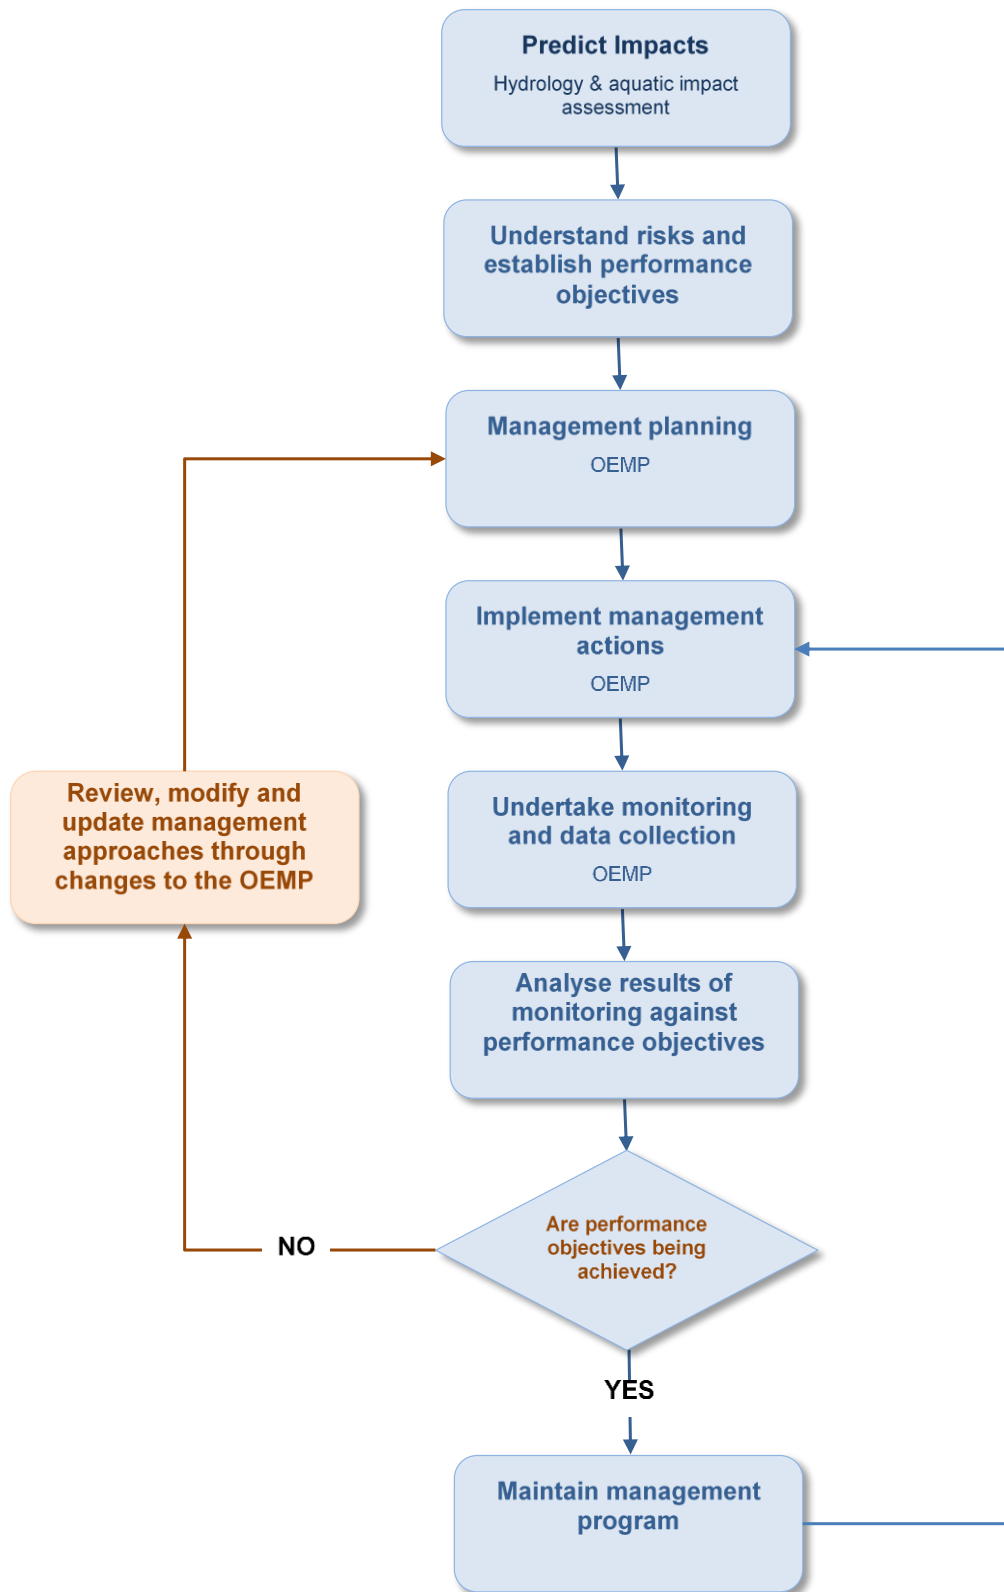 Predict Impacts
Hydrology & aquatic impact
assessment
Understand risks and
establish performance
objectives
Management planning
OEMP
Implement management
actions
OEMP
Review, modify and
update management
approaches through
changes to the OEMP
Undertake monitoring
and data collection
OEMP
Analyse results of
monitoring against
performance objectives
Are performance
objectives being
achieved?
NO
YES
Maintain management
program